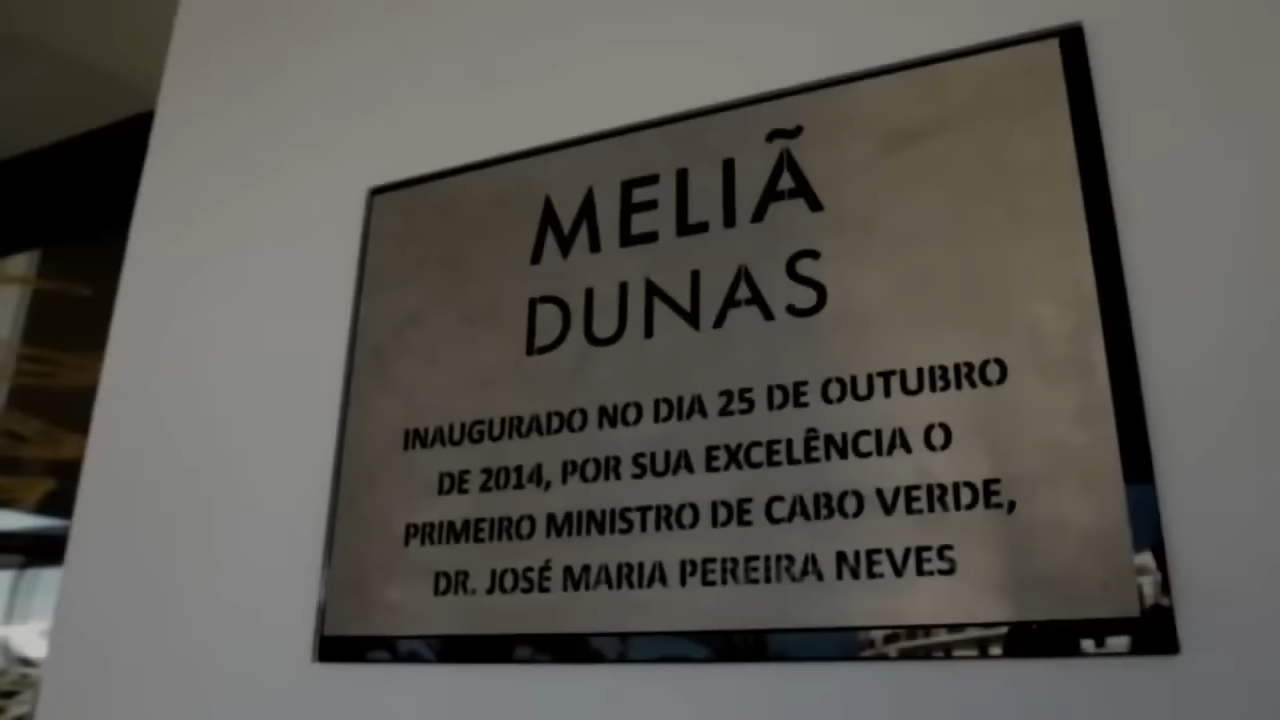 MELIÃ
DUNAS
INAUGURADO NO DIA 25 DE OUTUBRO
DE 2014, POR SUA EXCELÊNCIA O
PRIMEIRO MINISTRO DE CABO VERDE,
DR. JOSÉ MARIA PEREIRA NEVES